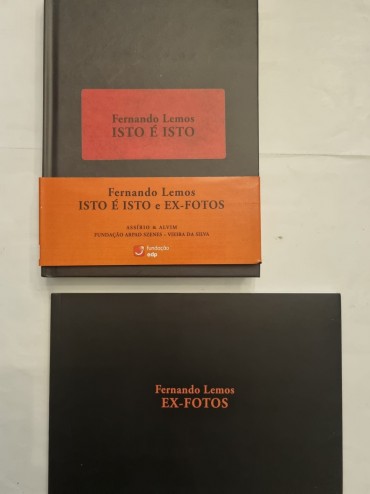 Fernando Lemos
ISTO É ISTO
Fernando Lemos
ISTO É ISTO e EX-FOTOS
ASSÍRIO & ALVIM
FUNDAÇÃO ARPAD SZENES – VIEIRA DA SILVA
fundação
edp
Fernando Lemos
EX-FOTOS